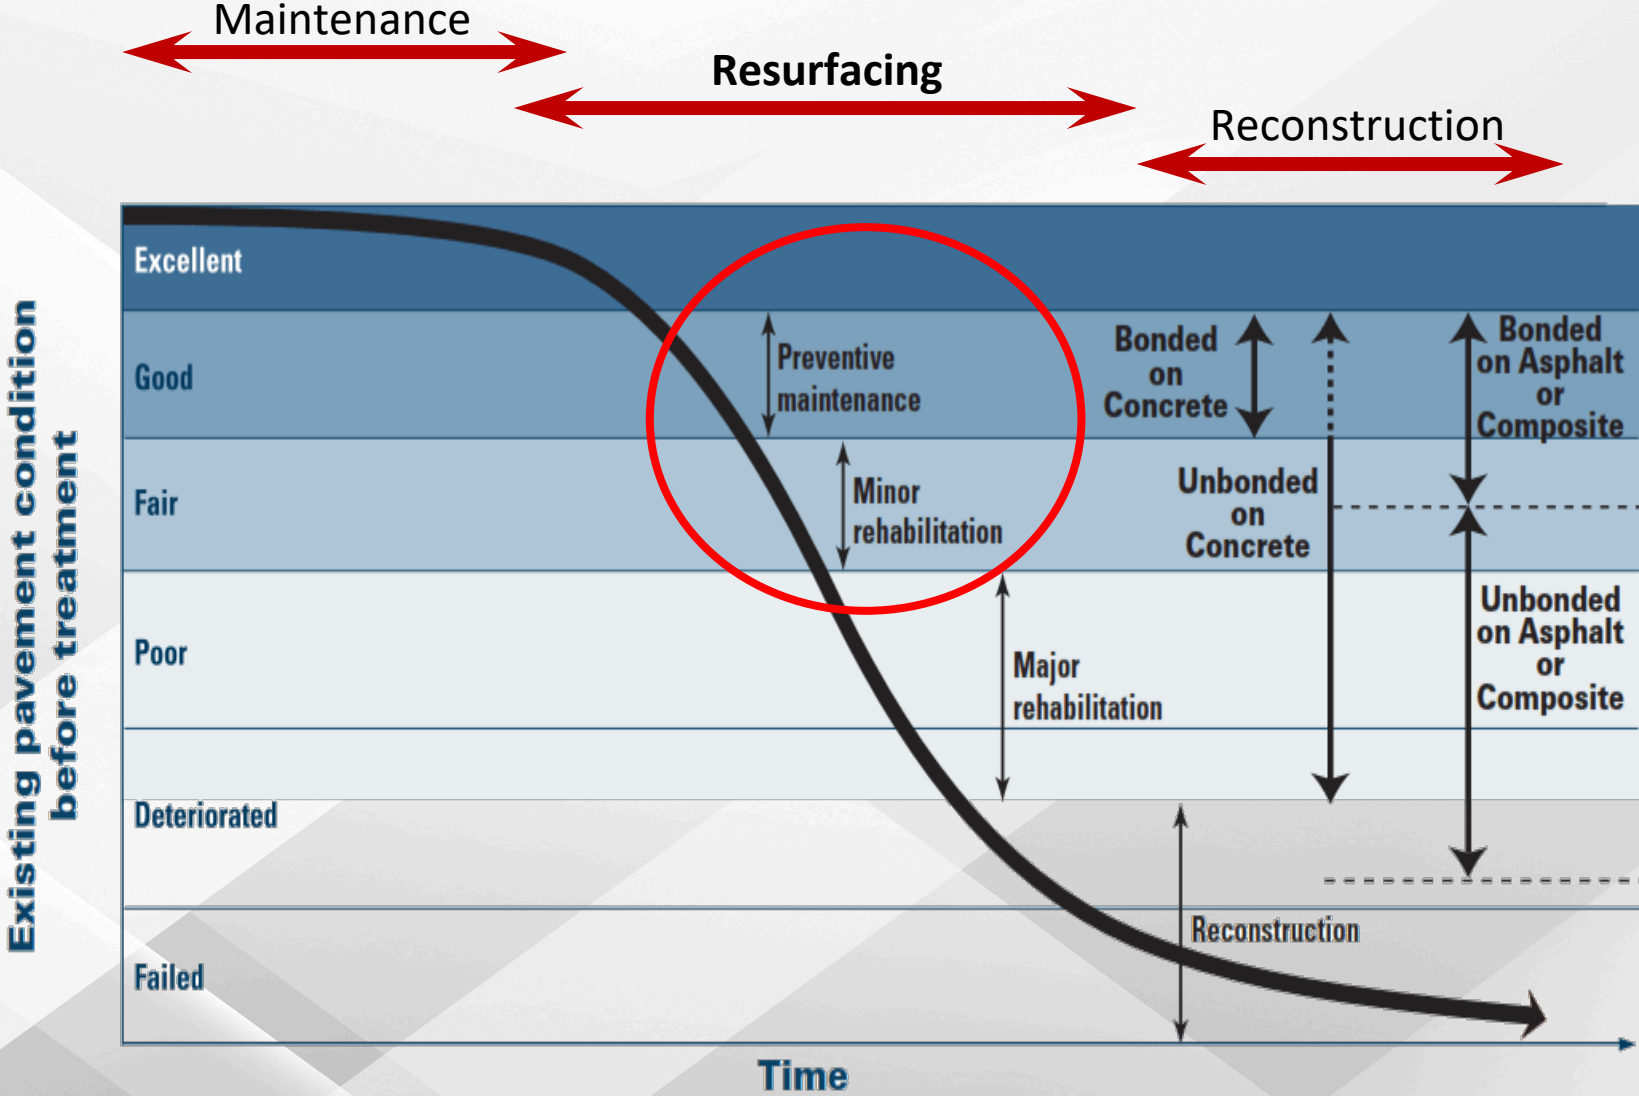 Maintenance
Resurfacing
Reconstruction
Existing pavement condition
before treatment
Excellent
Good
Fair
Poor
Deteriorated
Failed
Preventive
maintenance
Minor
rehabilitation
Major
rehabilitation
Reconstruction
Bonded
on
Concrete
Unbonded
on
Concrete
Bonded
on Asphalt
or
Composite
Unbonded
on Asphalt
or
Composite
Time